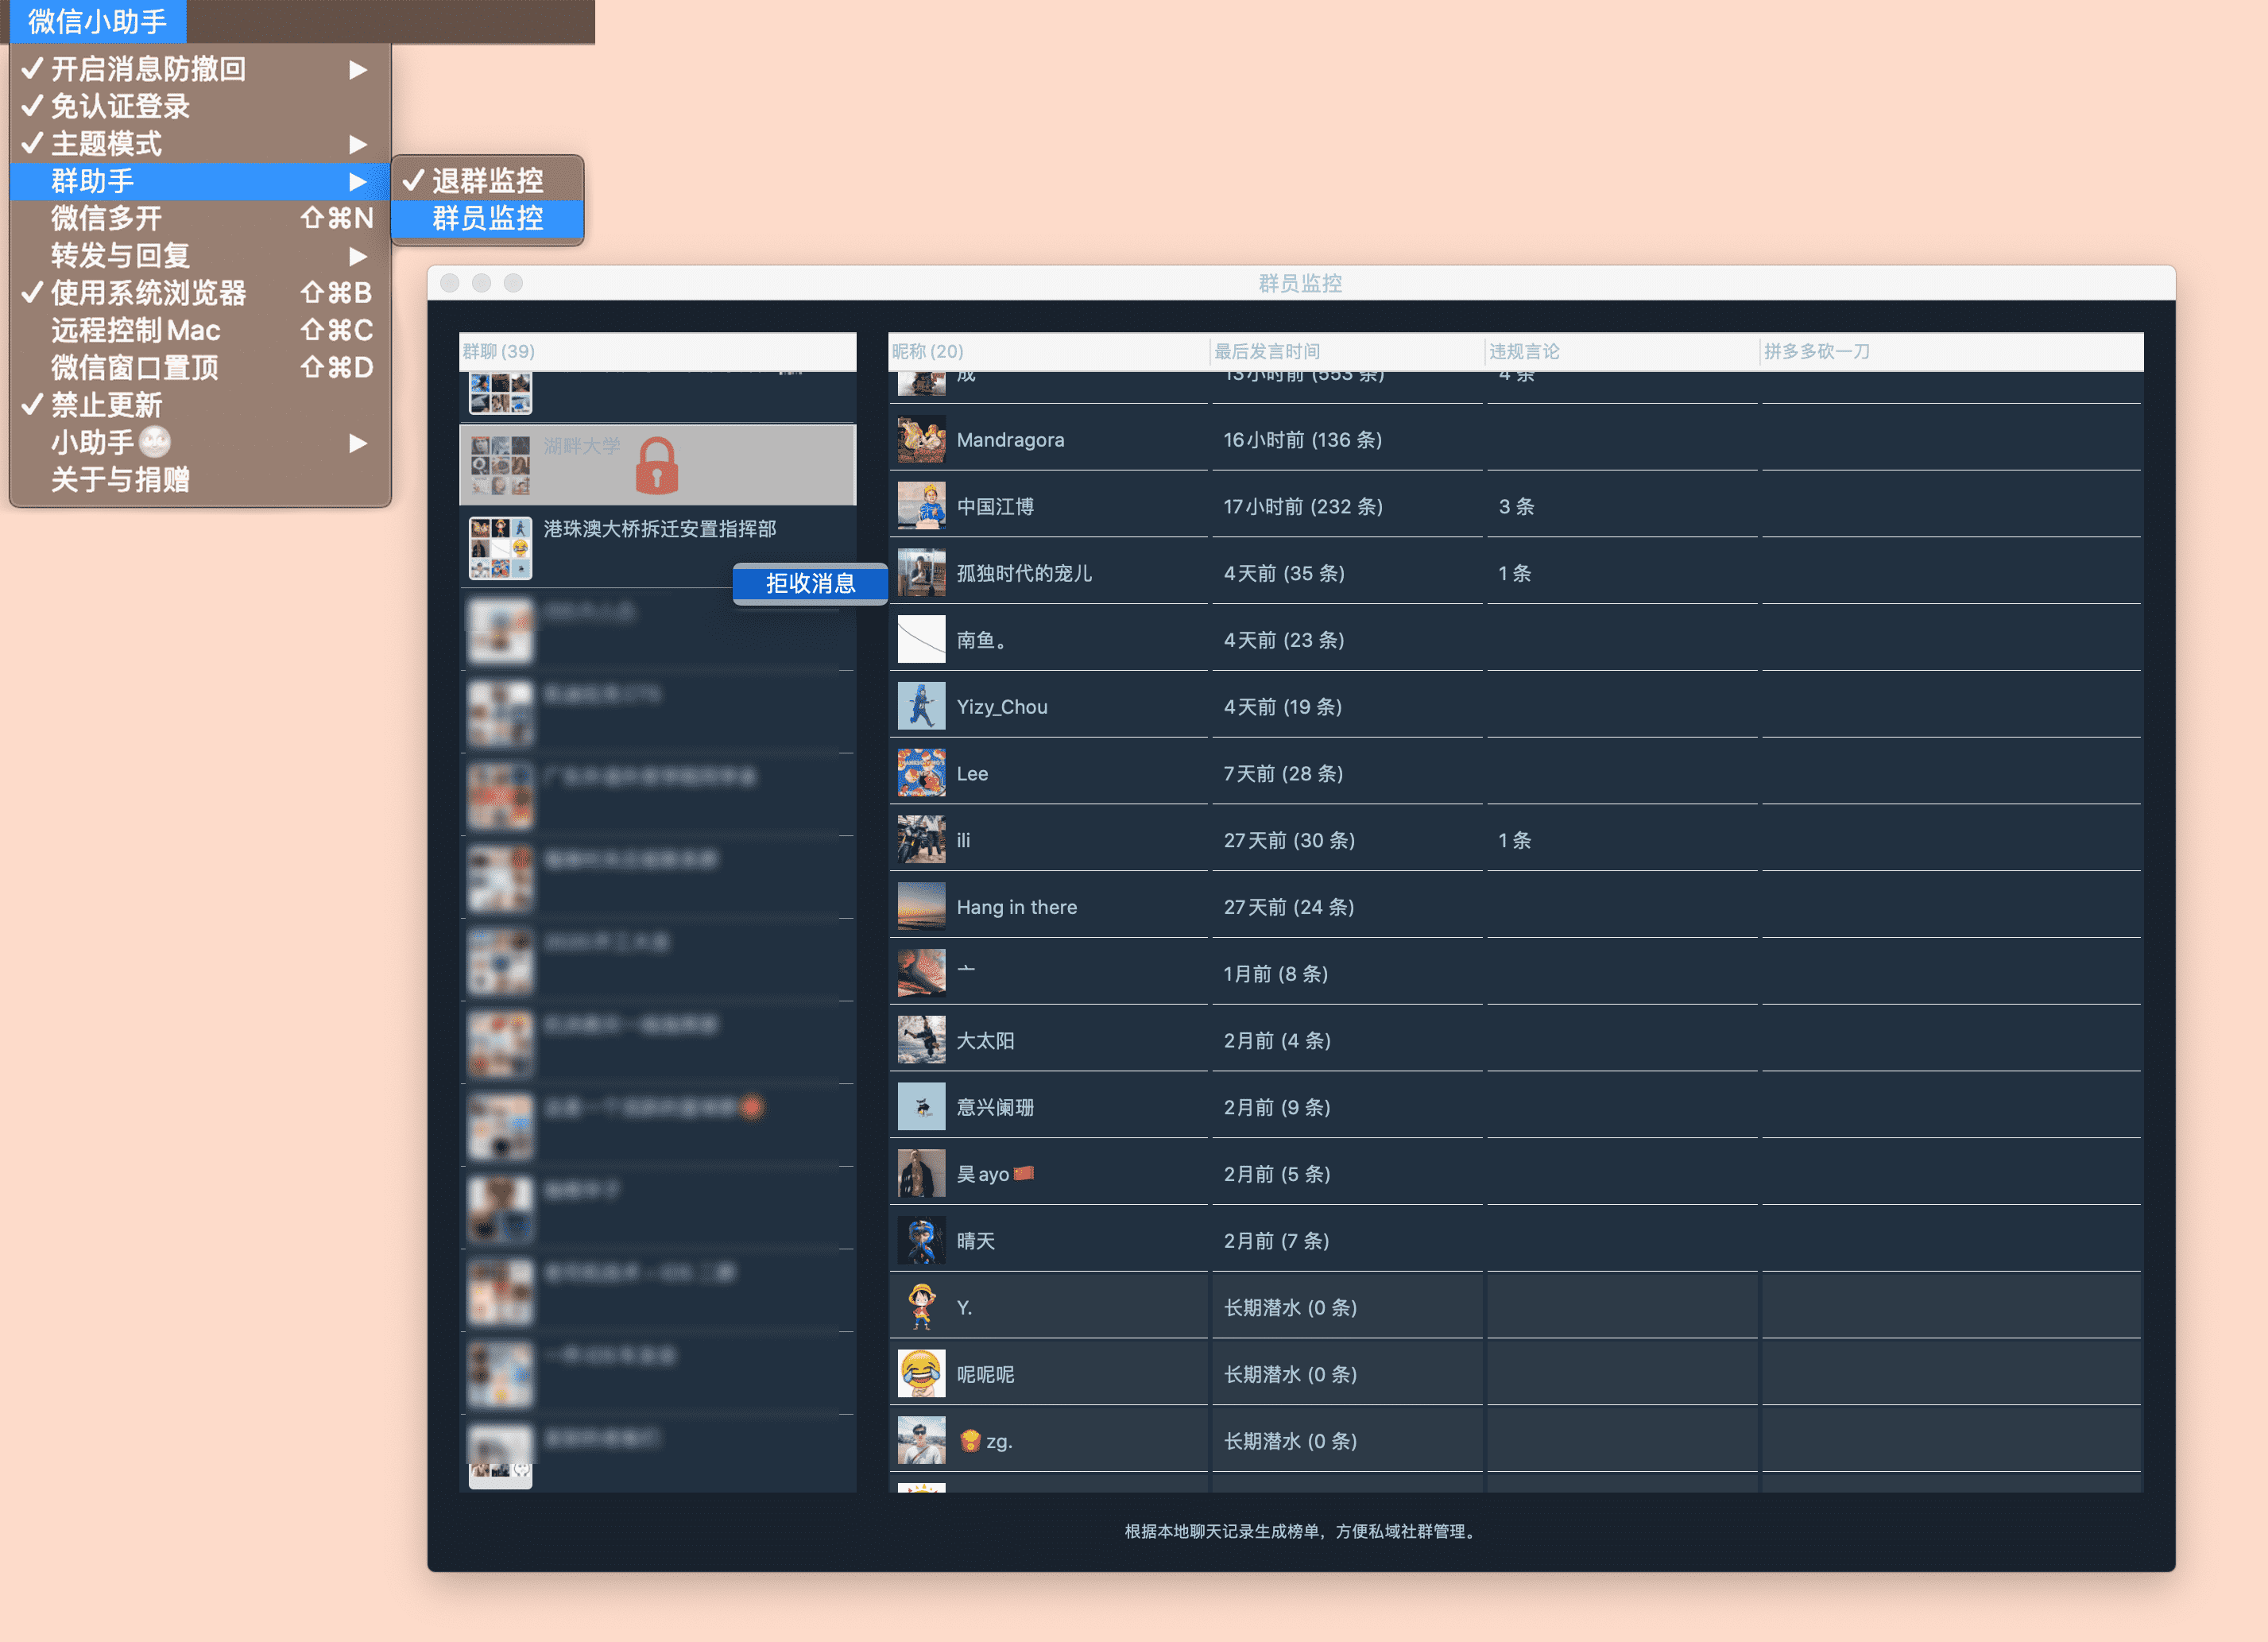 微信小助手
✓ 开启消息防撤回 ▶
✓ 免认证登录
✓ 主题模式 ▶
群助手 ▶
微信多开 ⇧⌘N
转发与回复 ▶
✓ 使用系统浏览器 ⇧⌘B
远程控制Mac ⇧⌘C
微信窗口置顶 ⇧⌘D
✓ 禁止更新
小助手🌝 ▶
关于与捐赠
✓ 退群监控
群员监控
群员监控
群聊 (39)
湖畔大学
港珠澳大桥拆迁安置指挥部
拒收消息
昵称 (20) 最后发言时间 违规言论 拼多多砍一刀
成 13小时前 (553 条) 4 条
Mandragora 16小时前 (136 条)
中国江博 17小时前 (232 条) 3 条
孤独时代的宠儿 4天前 (35 条) 1 条
南鱼。 4天前 (23 条)
Yizy_Chou 4天前 (19 条)
Lee 7天前 (28 条)
ili 27天前 (30 条) 1 条
Hang in there 27天前 (24 条)
亠 1月前 (8 条)
大太阳 2月前 (4 条)
意兴阑珊 2月前 (9 条)
昊ayo🇨🇳 2月前 (5 条)
晴天 2月前 (7 条)
Y. 长期潜水 (0 条)
呢呢呢 长期潜水 (0 条)
🍟 zg. 长期潜水 (0 条)
根据本地聊天记录生成榜单，方便私域社群管理。